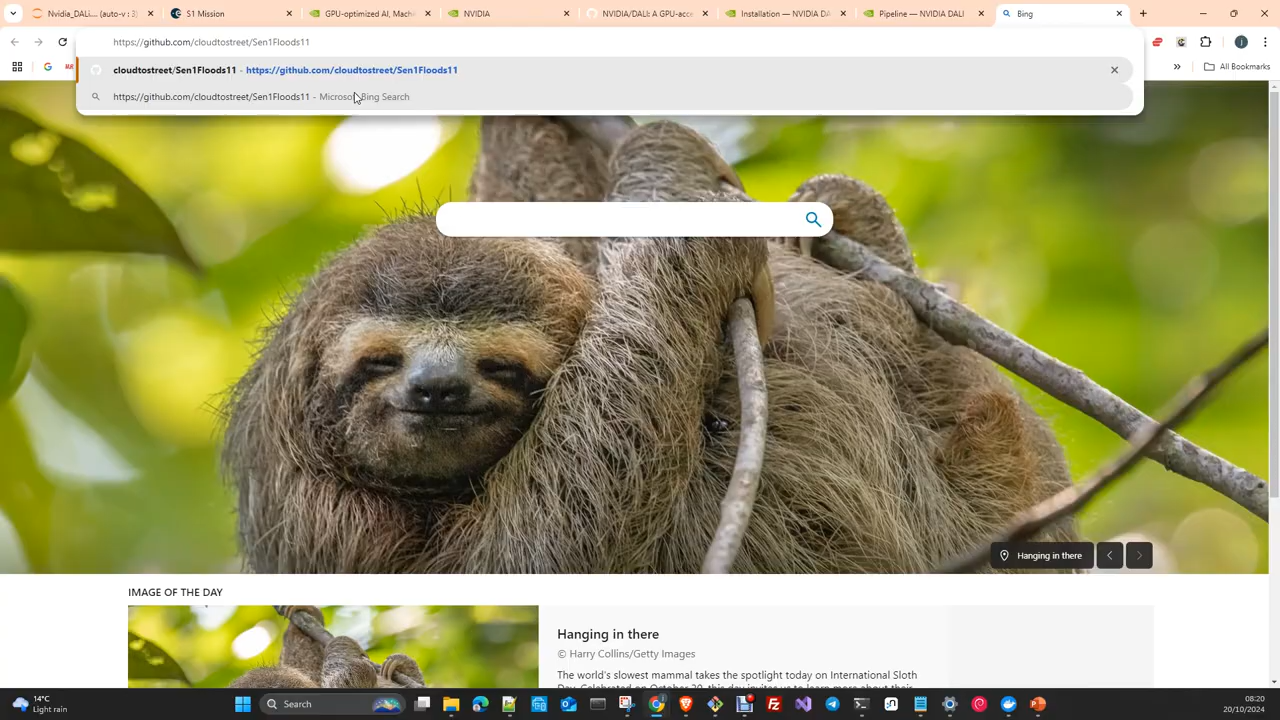 Nvidia_DALi... (auto-v : 3)
S1 Mission
GPU-optimized AI, Mach
NVIDIA
NVIDIA/DALI: A GPU-acce
Installation — NVIDIA DA
Pipeline — NVIDIA DALI
Bing
https://github.com/cloudtostreet/Sen1Floods11
cloudtostreet/Sen1Floods11 - https://github.com/cloudtostreet/Sen1Floods11
https://github.com/cloudtostreet/Sen1Floods11 - Microsoft Bing Search
All Bookmarks
Hanging in there
IMAGE OF THE DAY
Hanging in there
© Harry Collins/Getty Images
The world's slowest mammal takes the spotlight today on International Sloth
14°C
Light rain
Search
08:20
20/10/2024